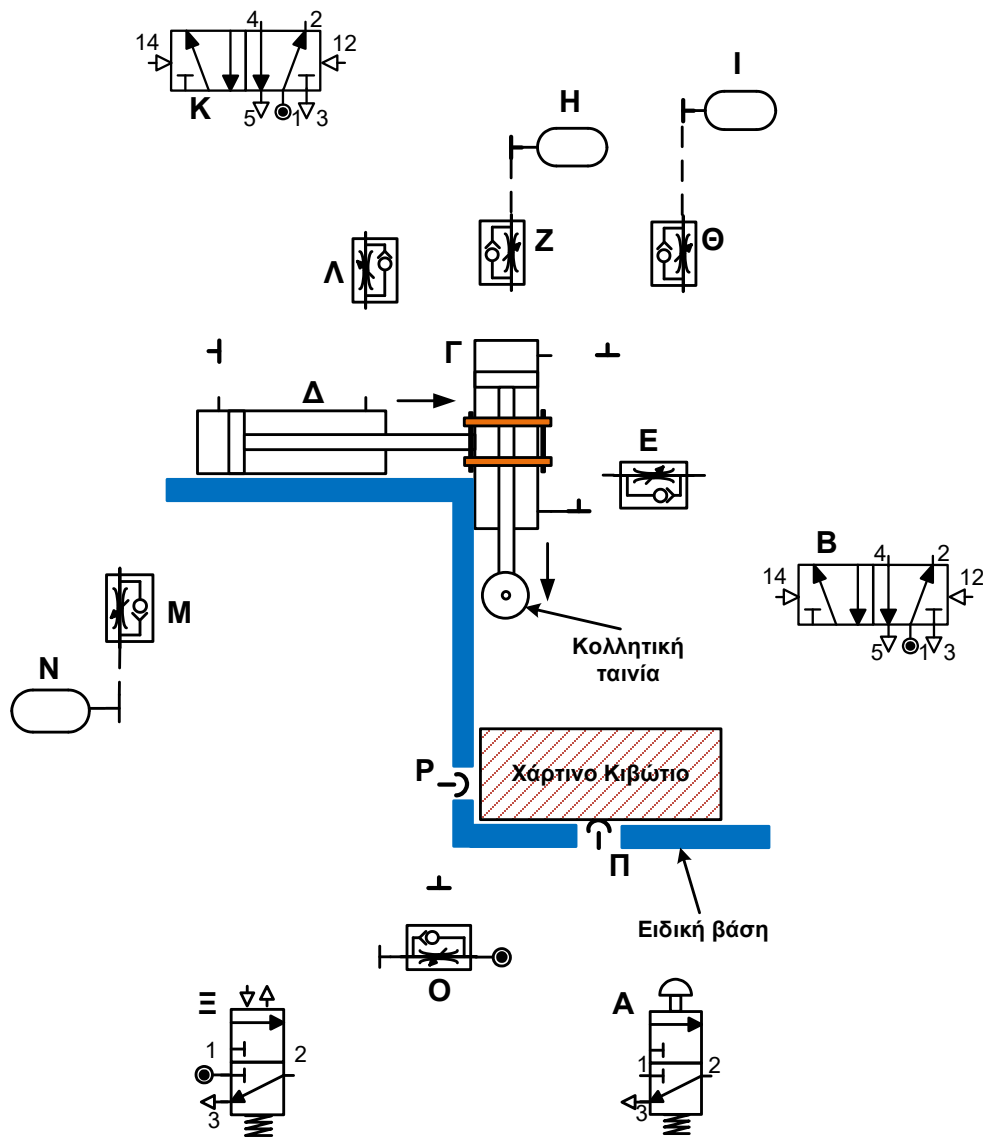 14
4
2
12
Κ
5
1
3
Η
Ι
Λ
Ζ
Θ
Γ
Δ
Ε
Β
4
2
14
12
5
1
3
Μ
Ν
Κολλητική
ταινία
Ρ
Χάρτινο Κιβώτιο
Π
Ειδική βάση
Ο
Ξ
1
2
3
Α
1
2
3